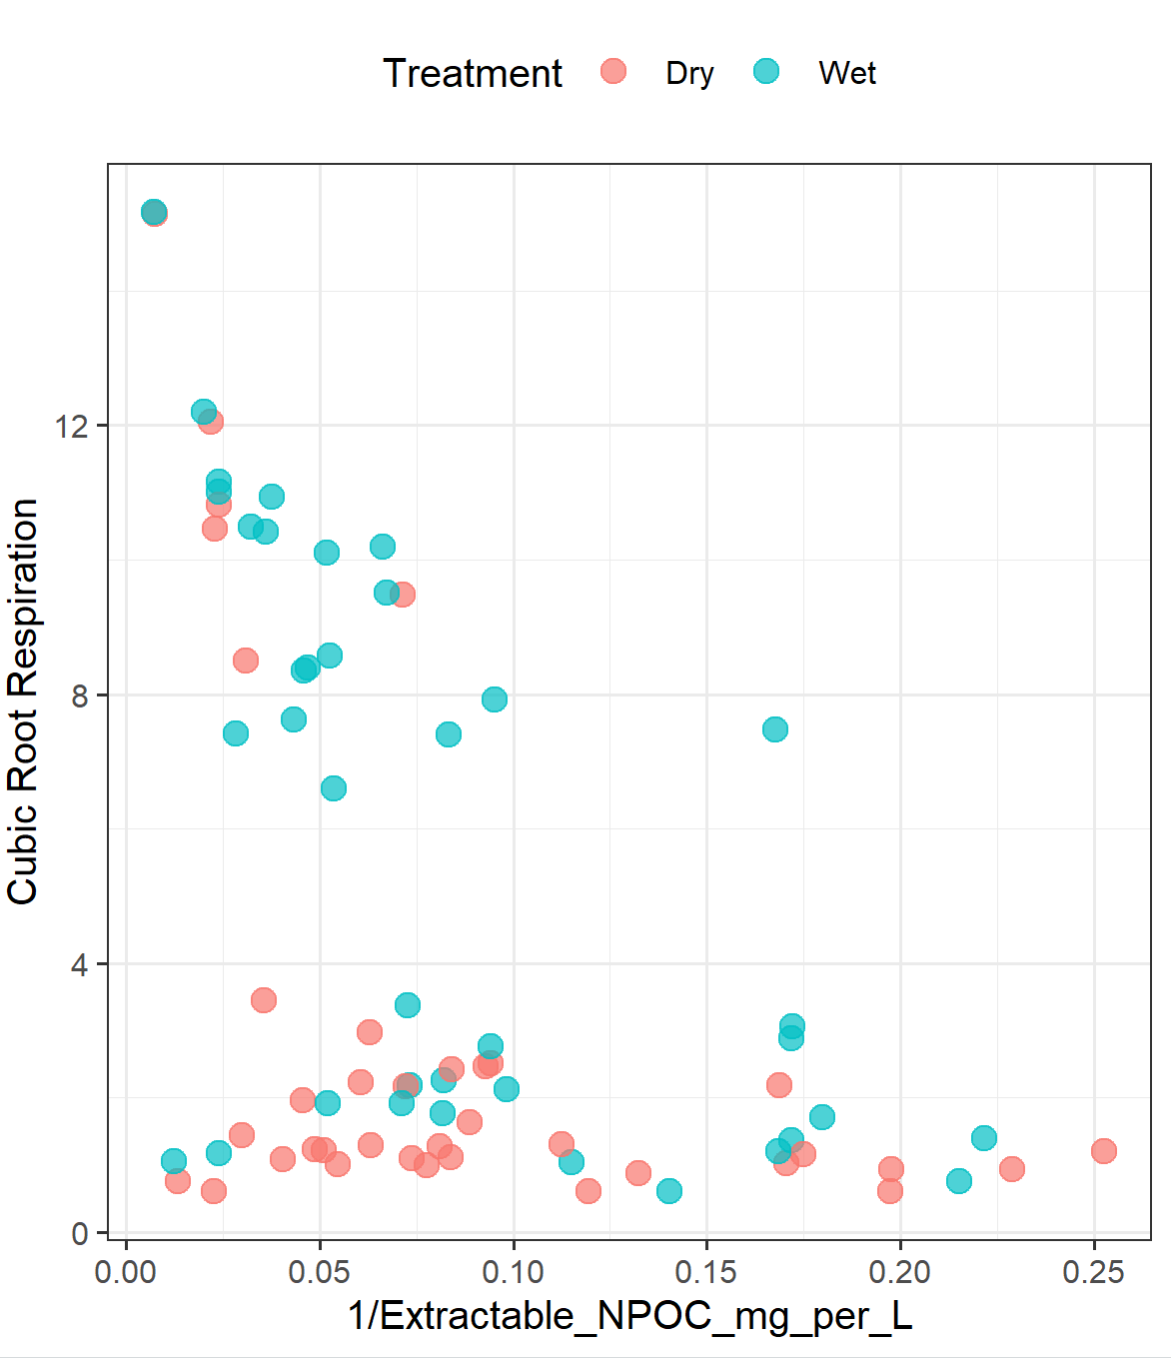 Treatment Dry Wet
12
8
4
0
Cubic Root Respiration
0.00 0.05 0.10 0.15 0.20 0.25
1/Extractable_NPOC_mg_per_L